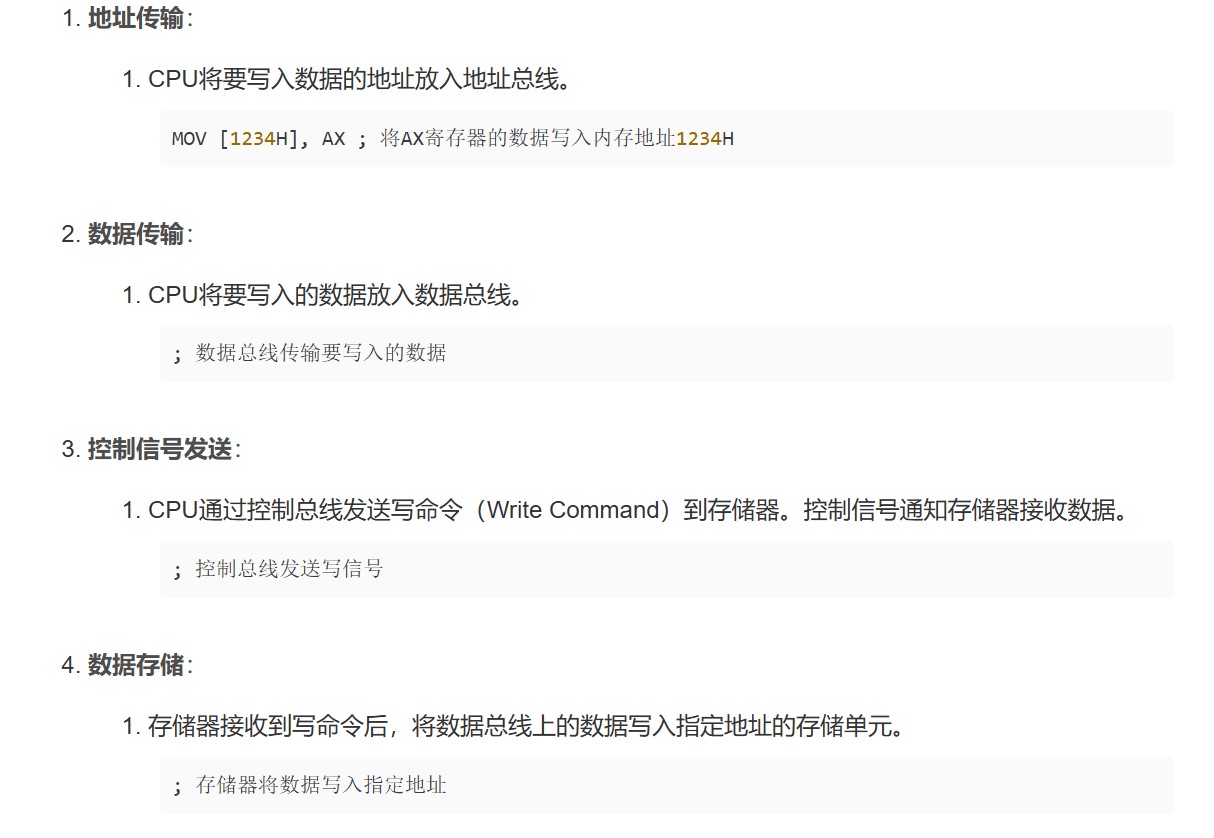 1. 地址传输：
1. CPU将要写入数据的地址放入地址总线。
MOV [1234H], AX ; 将AX寄存器的数据写入内存地址1234H
2. 数据传输：
1. CPU将要写入的数据放入数据总线。
; 数据总线传输要写入的数据
3. 控制信号发送：
1. CPU通过控制总线发送写命令（Write Command）到存储器。控制信号通知存储器接收数据。
; 控制总线发送写信号
4. 数据存储：
1. 存储器接收到写命令后，将数据总线上的数据写入指定地址的存储单元。
; 存储器将数据写入指定地址